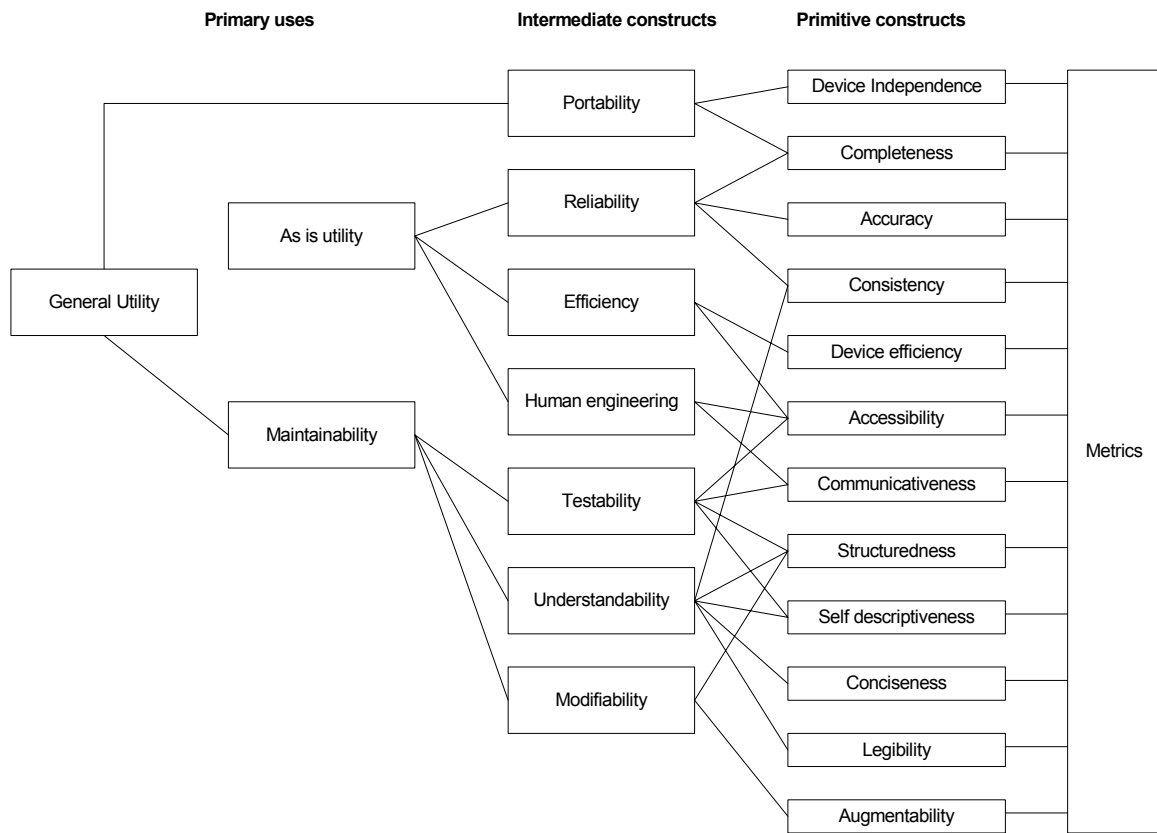 Primary uses
Intermediate constructs
Primitive constructs
General Utility
As is utility
Maintainability
Portability
Reliability
Efficiency
Human engineering
Testability
Understandability
Modifiability
Device Independence
Completeness
Accuracy
Consistency
Device efficiency
Accessibility
Communicativeness
Structuredness
Self descriptiveness
Conciseness
Legibility
Augmentability
Metrics